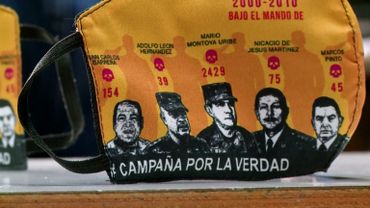 2000-2010
BAJO EL MANDO DE
JUAN CARLOS
BARRERA
154
ADOLFO LEON
HERNANDEZ
39
MARIO
MONTOYA URIBE
2429
NICACIO DE
JESUS MARTINEZ
75
MARCOS
PINTO
45
45
# CAMPAÑA POR LA VERDAD